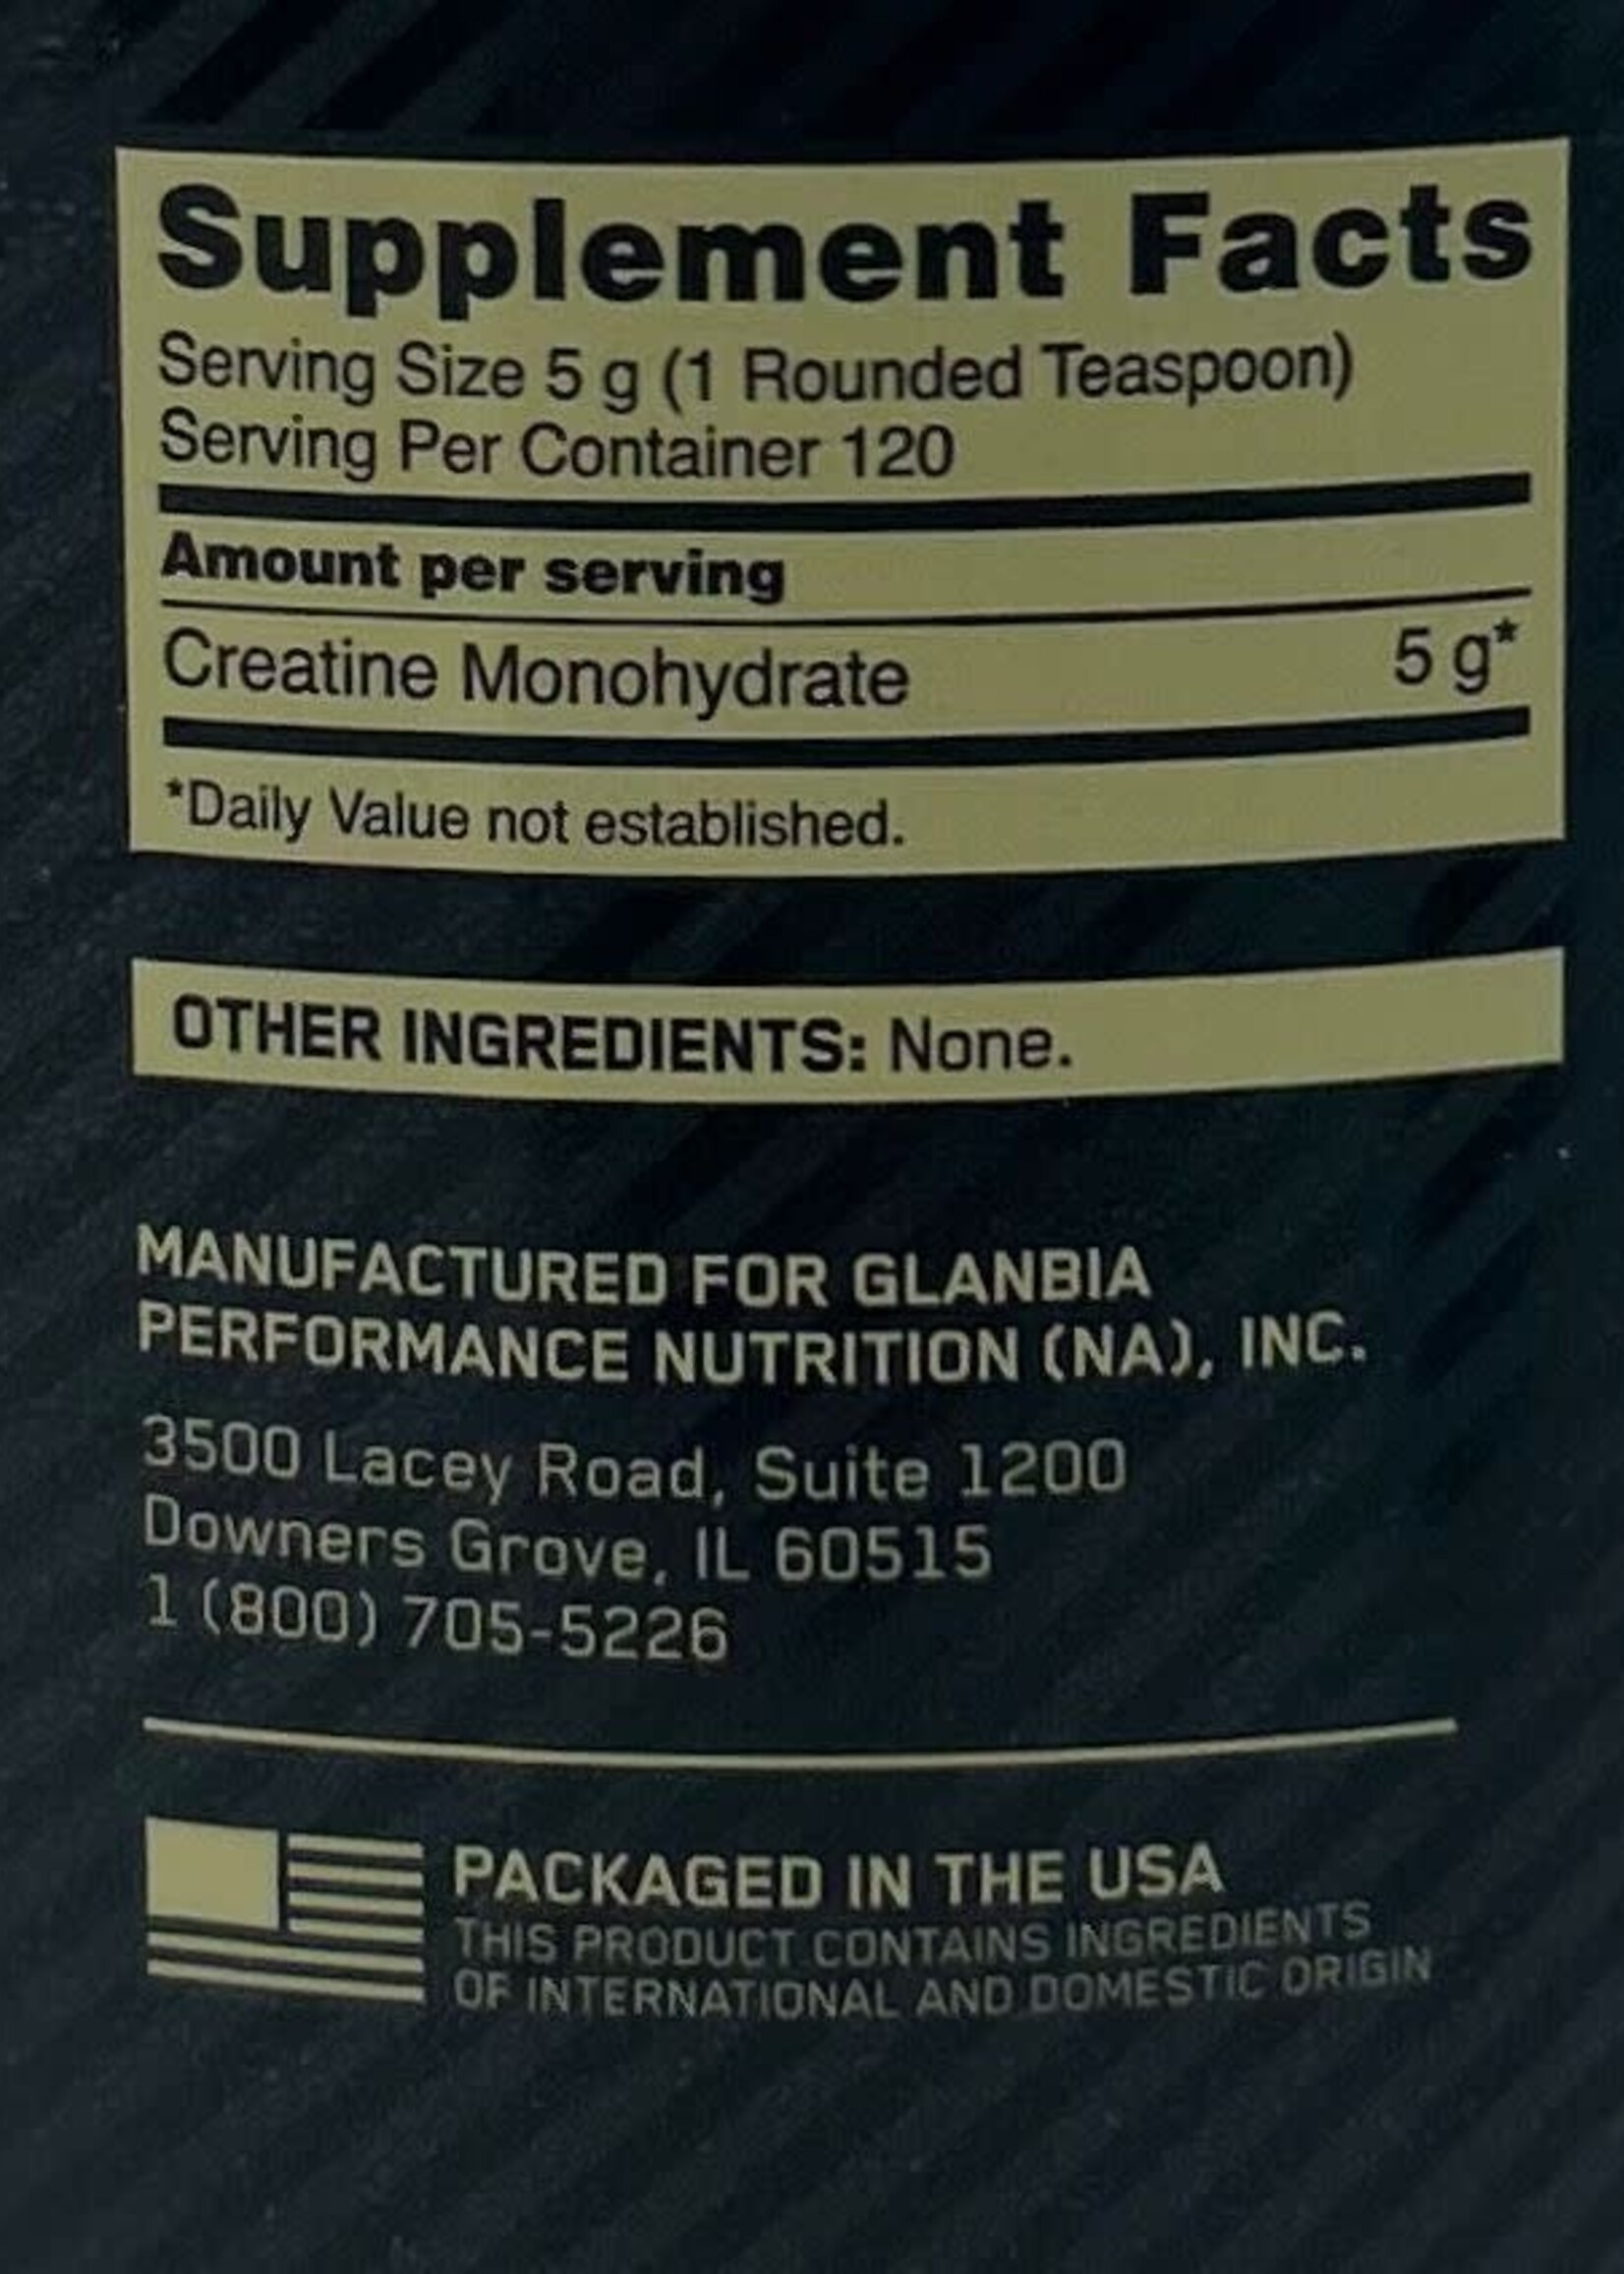 Supplement Facts
Serving Size 5 g (1 Rounded Teaspoon)
Serving Per Container 120
Amount per serving
Creatine Monohydrate 5 g*
*Daily Value not established.
OTHER INGREDIENTS: None.
MANUFACTURED FOR GLANBIA
PERFORMANCE NUTRITION (NA), INC.
3500 Lacey Road, Suite 1200
Downers Grove, IL 60515
1 (800) 705-5226
PACKAGED IN THE USA
THIS PRODUCT CONTAINS INGREDIENTS
OF INTERNATIONAL AND DOMESTIC ORIGIN